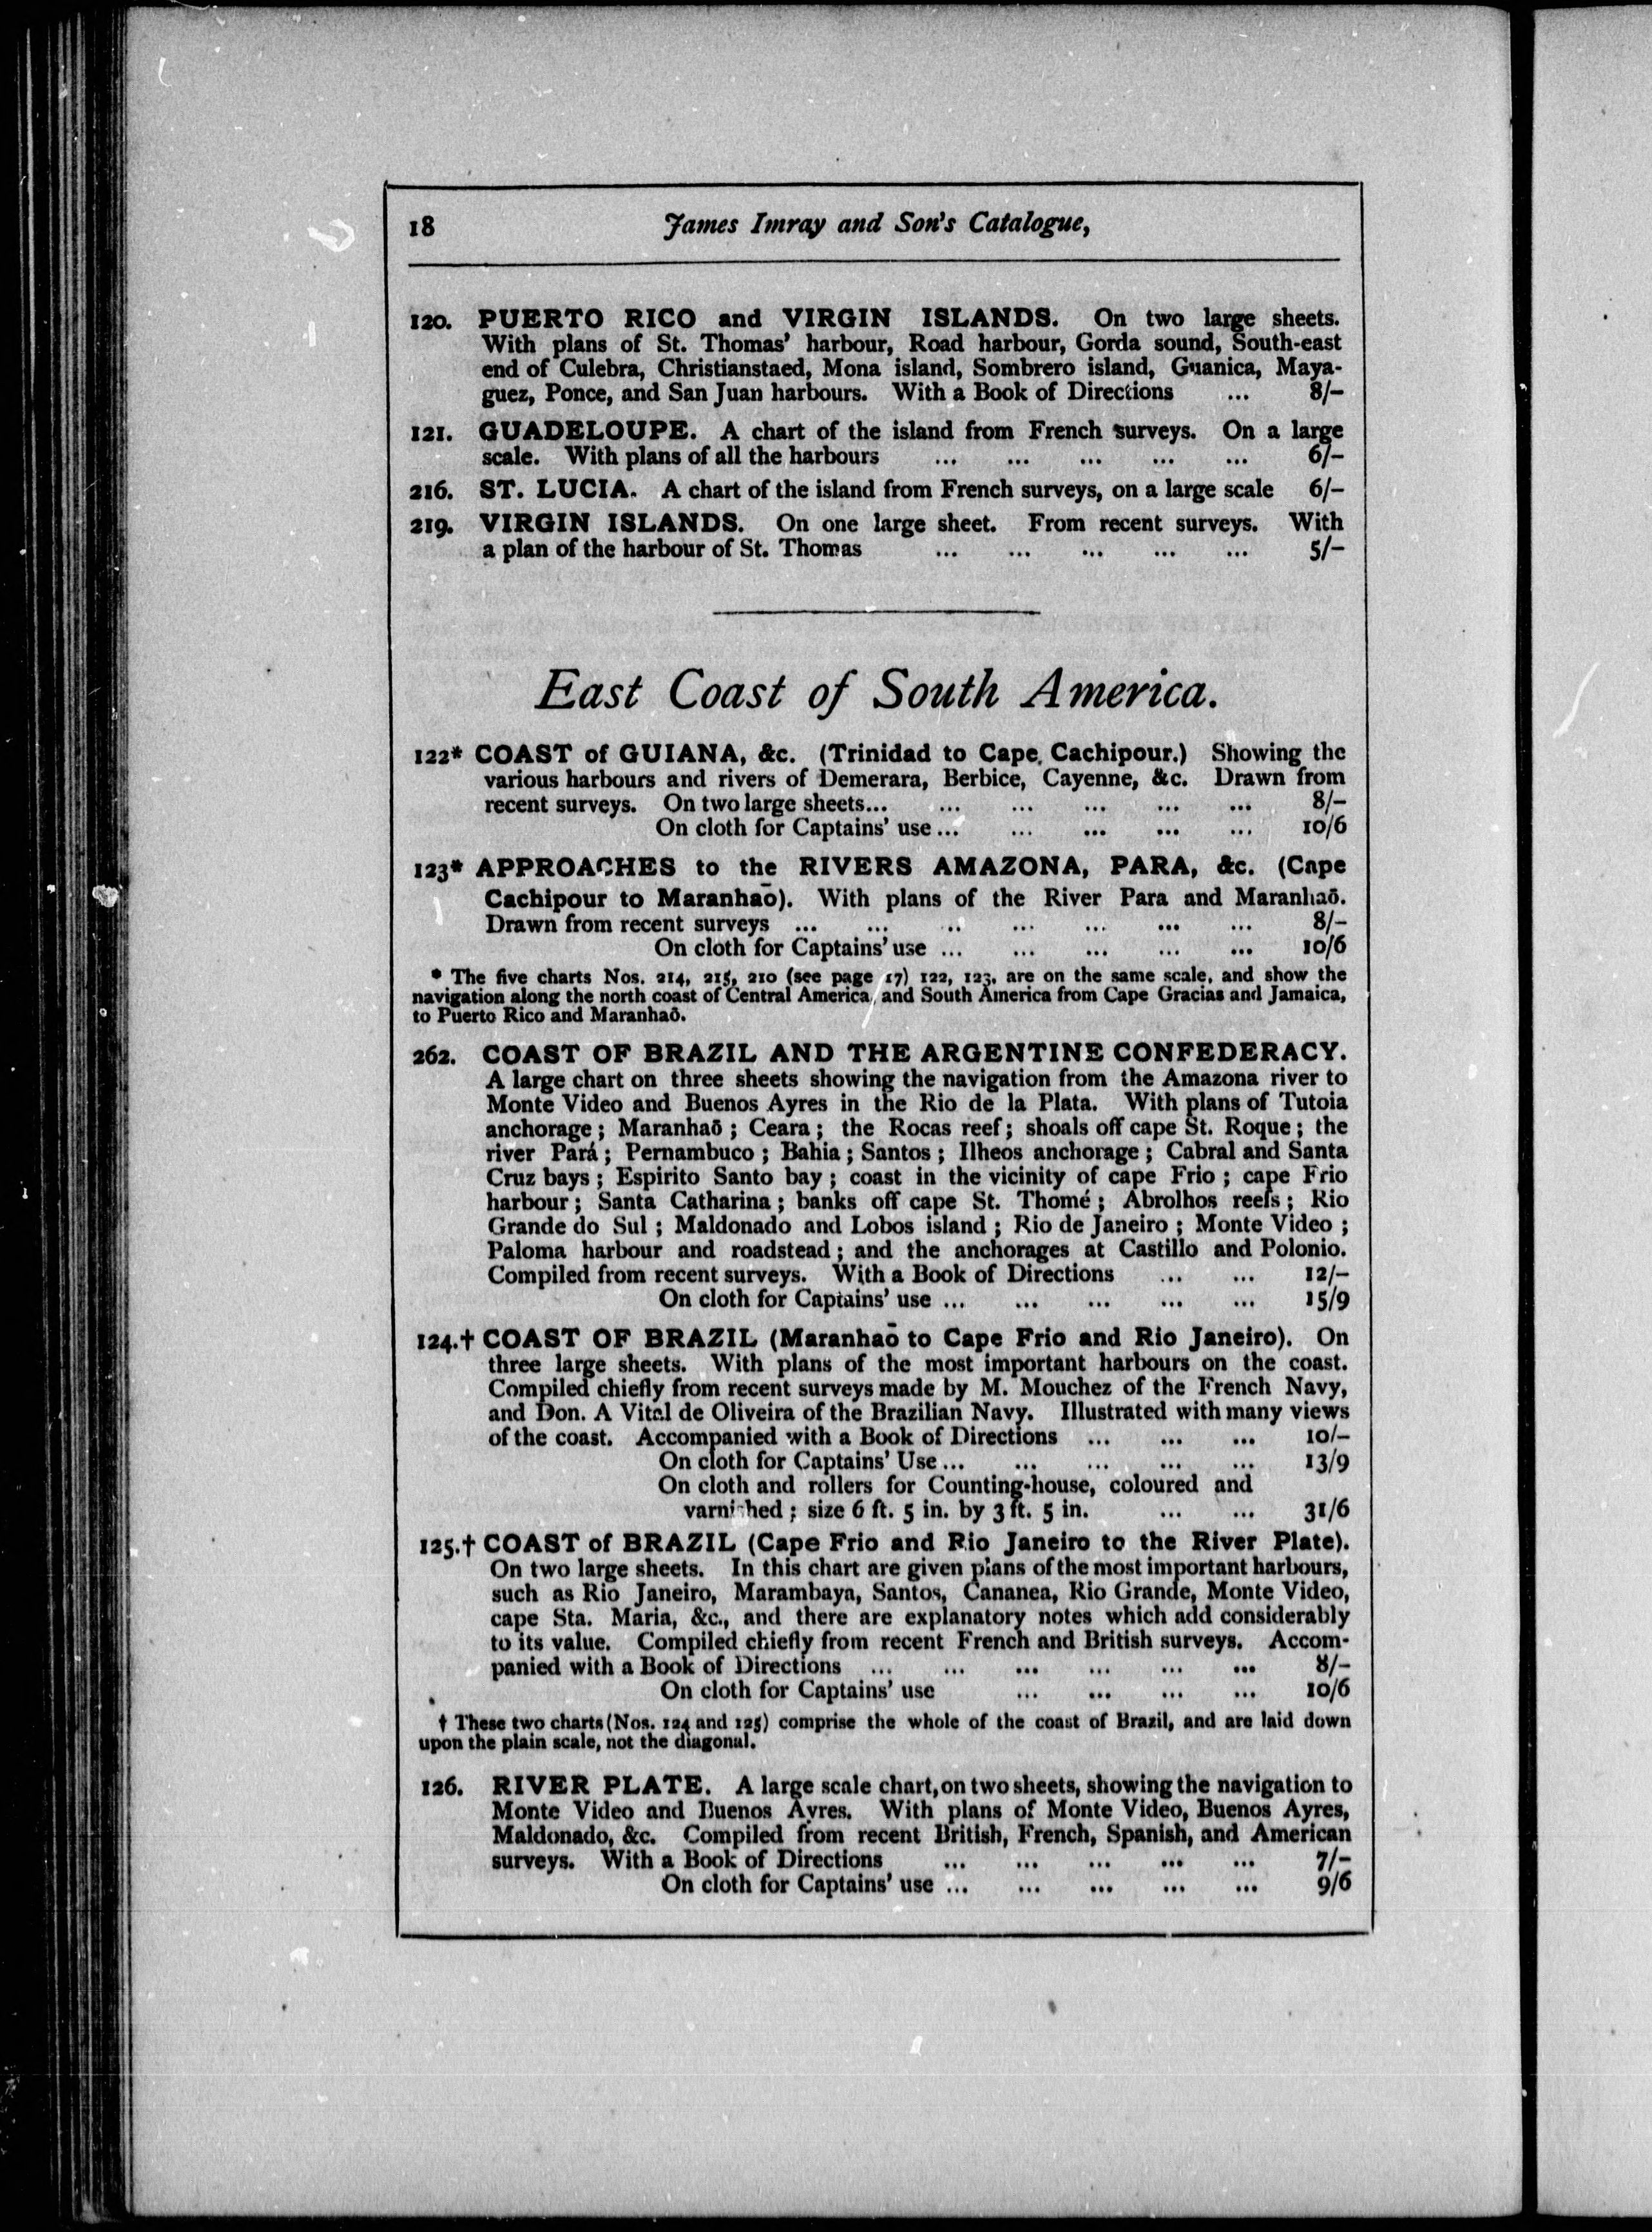 18 James Imray and Son's Catalogue,
120. PUERTO RICO and VIRGIN ISLANDS. On two large sheets.
With plans of St. Thomas' harbour, Road harbour, Gorda sound, South-east
end of Culebra, Christianstaed, Mona island, Sombrero island, Guanica, Maya-
guez, Ponce, and San Juan harbours. With a Book of Directions ... 8/–
121. GUADELOUPE. A chart of the island from French surveys. On a large
scale. With plans of all the harbours ... ... ... ... ... 6/–
216. ST. LUCIA. A chart of the island from French surveys, on a large scale 6/–
219. VIRGIN ISLANDS. On one large sheet. From recent surveys. With
a plan of the harbour of St. Thomas ... ... ... ... ... 5/–
East Coast of South America.
122* COAST of GUIANA, &c. (Trinidad to Cape Cachipour.) Showing the
various harbours and rivers of Demerara, Berbice, Cayenne, &c. Drawn from
recent surveys. On two large sheets... ... ... ... ... ... 8/–
On cloth for Captains' use ... ... ... ... ... 10/6
123* APPROACHES to the RIVERS AMAZONA, PARA, &c. (Cape
Cachipour to Maranhaō). With plans of the River Para and Maranhaō.
Drawn from recent surveys ... ... ... ... ... ... ... 8/–
On cloth for Captains' use ... ... ... ... ... 10/6
* The five charts Nos. 214, 215, 210 (see page 17) 122, 123, are on the same scale, and show the
navigation along the north coast of Central America and South America from Cape Gracias and Jamaica,
to Puerto Rico and Maranhaō.
262. COAST OF BRAZIL AND THE ARGENTINE CONFEDERACY.
A large chart on three sheets showing the navigation from the Amazona river to
Monte Video and Buenos Ayres in the Rio de la Plata. With plans of Tutoia
anchorage; Maranhaō; Ceara; the Rocas reef; shoals off cape St. Roque; the
river Pará; Pernambuco; Bahia; Santos; Ilheos anchorage; Cabral and Santa
Cruz bays; Espirito Santo bay; coast in the vicinity of cape Frio; cape Frio
harbour; Santa Catharina; banks off cape St. Thomé; Abrolhos reefs; Rio
Grande do Sul; Maldonado and Lobos island; Rio de Janeiro; Monte Video;
Paloma harbour and roadstead; and the anchorages at Castillo and Polonio.
Compiled from recent surveys. With a Book of Directions ... ... 12/–
On cloth for Captains' use ... ... ... ... ... 15/9
124.† COAST OF BRAZIL (Maranhaō to Cape Frio and Rio Janeiro). On
three large sheets. With plans of the most important harbours on the coast.
Compiled chiefly from recent surveys made by M. Mouchez of the French Navy,
and Don. A Vital de Oliveira of the Brazilian Navy. Illustrated with many views
of the coast. Accompanied with a Book of Directions ... ... ... 10/–
On cloth for Captains' Use ... ... ... ... ... 13/9
On cloth and rollers for Counting-house, coloured and
varnished; size 6 ft. 5 in. by 3 ft. 5 in. ... ... 31/6
125.† COAST of BRAZIL (Cape Frio and Rio Janeiro to the River Plate).
On two large sheets. In this chart are given plans of the most important harbours,
such as Rio Janeiro, Marambaya, Santos, Cananea, Rio Grande, Monte Video,
cape Sta. Maria, &c., and there are explanatory notes which add considerably
to its value. Compiled chiefly from recent French and British surveys. Accom-
panied with a Book of Directions ... ... ... ... ... ... 8/–
On cloth for Captains' use ... ... ... ... 10/6
† These two charts (Nos. 124 and 125) comprise the whole of the coast of Brazil, and are laid down
upon the plain scale, not the diagonal.
126. RIVER PLATE. A large scale chart, on two sheets, showing the navigation to
Monte Video and Buenos Ayres. With plans of Monte Video, Buenos Ayres,
Maldonado, &c. Compiled from recent British, French, Spanish, and American
surveys. With a Book of Directions ... ... ... ... ... 7/–
On cloth for Captains' use ... ... ... ... ... 9/6